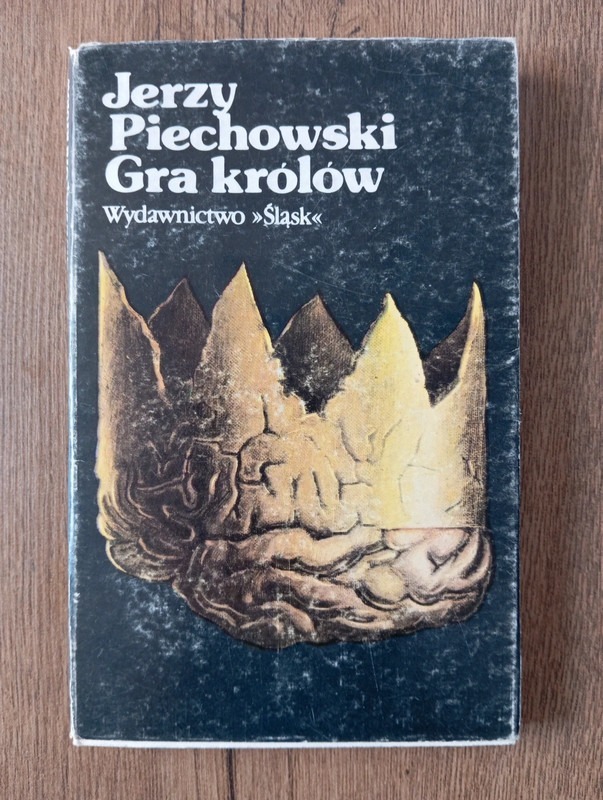 Jerzy
Piechowski
Gra królów
Wydawnictwo »Śląsk«